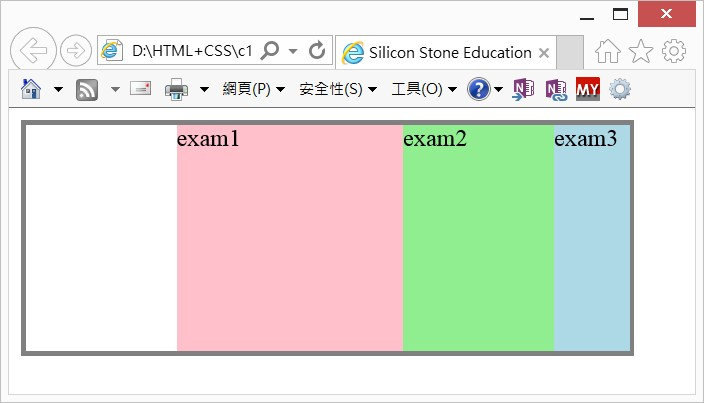 D:\HTML+CSS\c1
Silicon Stone Education
網頁(P) 安全性(S) 工具(O) ? N N MY
exam1 exam2 exam3